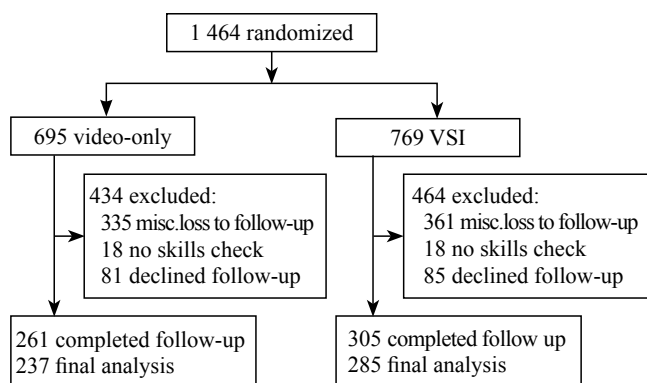 1 464 randomized
695 video-only
769 VSI
434 excluded:
335 misc.loss to follow-up
18 no skills check
81 declined follow-up
464 excluded:
361 misc.loss to follow-up
18 no skills check
85 declined follow-up
261 completed follow-up
237 final analysis
305 completed follow up
285 final analysis